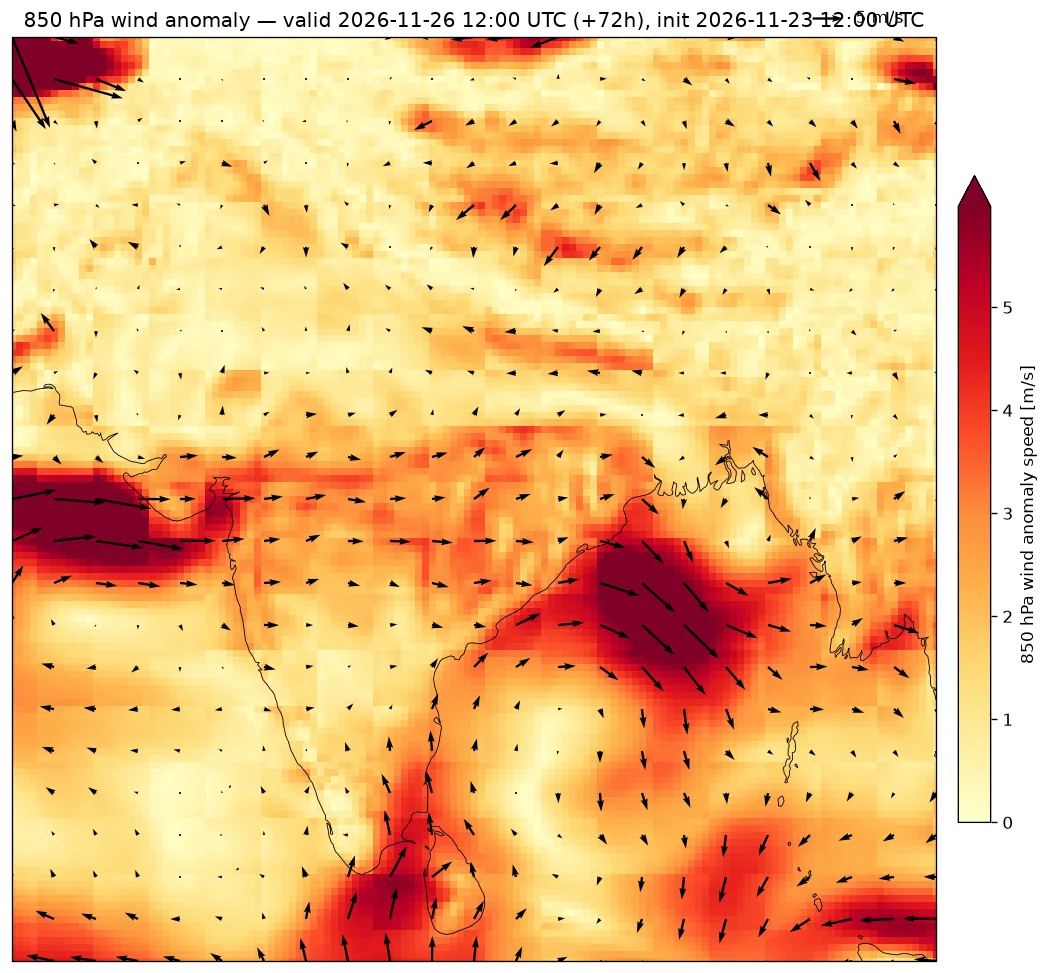 850 hPa wind anomaly — valid 2026-11-26 12:00 UTC (+72h), init 2026-11-23 12:00 UTC
5 m/s
5
4
3
2
1
0
850 hPa wind anomaly speed [m/s]